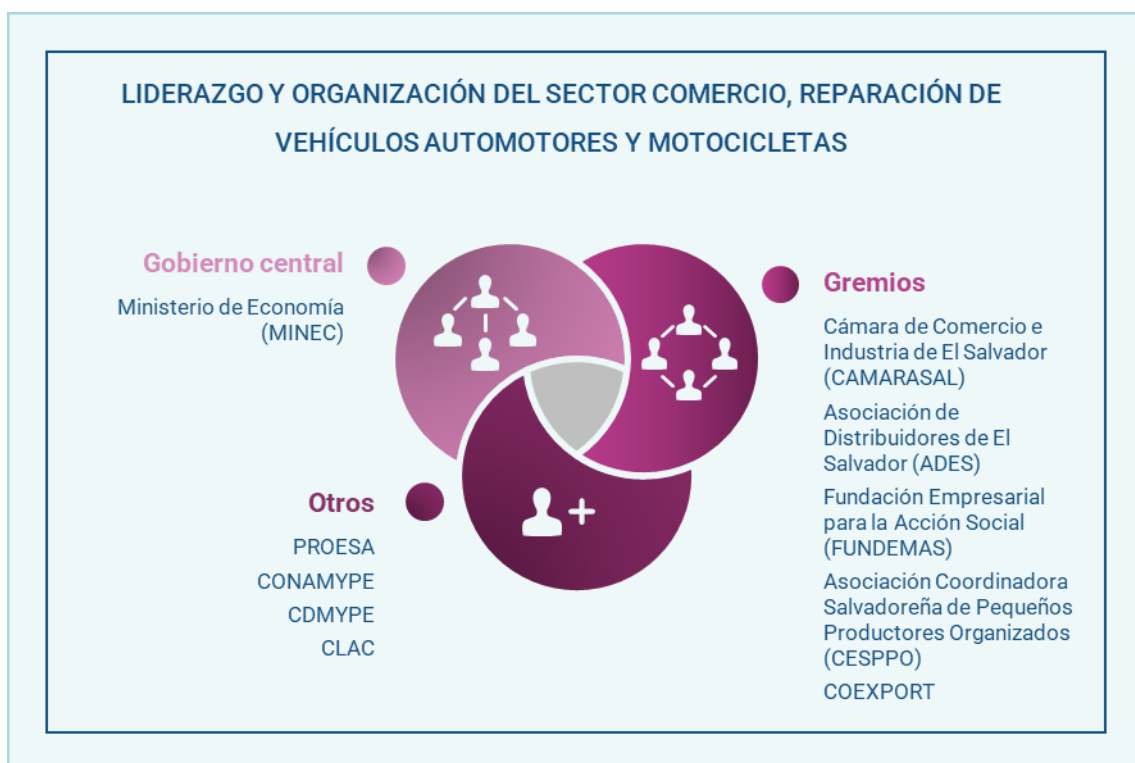 LIDERAZGO Y ORGANIZACIÓN DEL SECTOR COMERCIO, REPARACIÓN DE
VEHÍCULOS AUTOMOTORES Y MOTOCICLETAS
Gobierno central
Ministerio de Economía
(MINEC)
Gremios
Cámara de Comercio e
Industria de El Salvador
(CAMARASAL)
Asociación de
Distribuidores de El
Salvador (ADES)
Fundación Empresarial
para la Acción Social
(FUNDEMAS)
Asociación Coordinadora
Salvadoreña de Pequeños
Productores Organizados
(CESPPO)
COEXPORT
Otros
PROESA
CONAMYPE
CDMYPE
CLAC